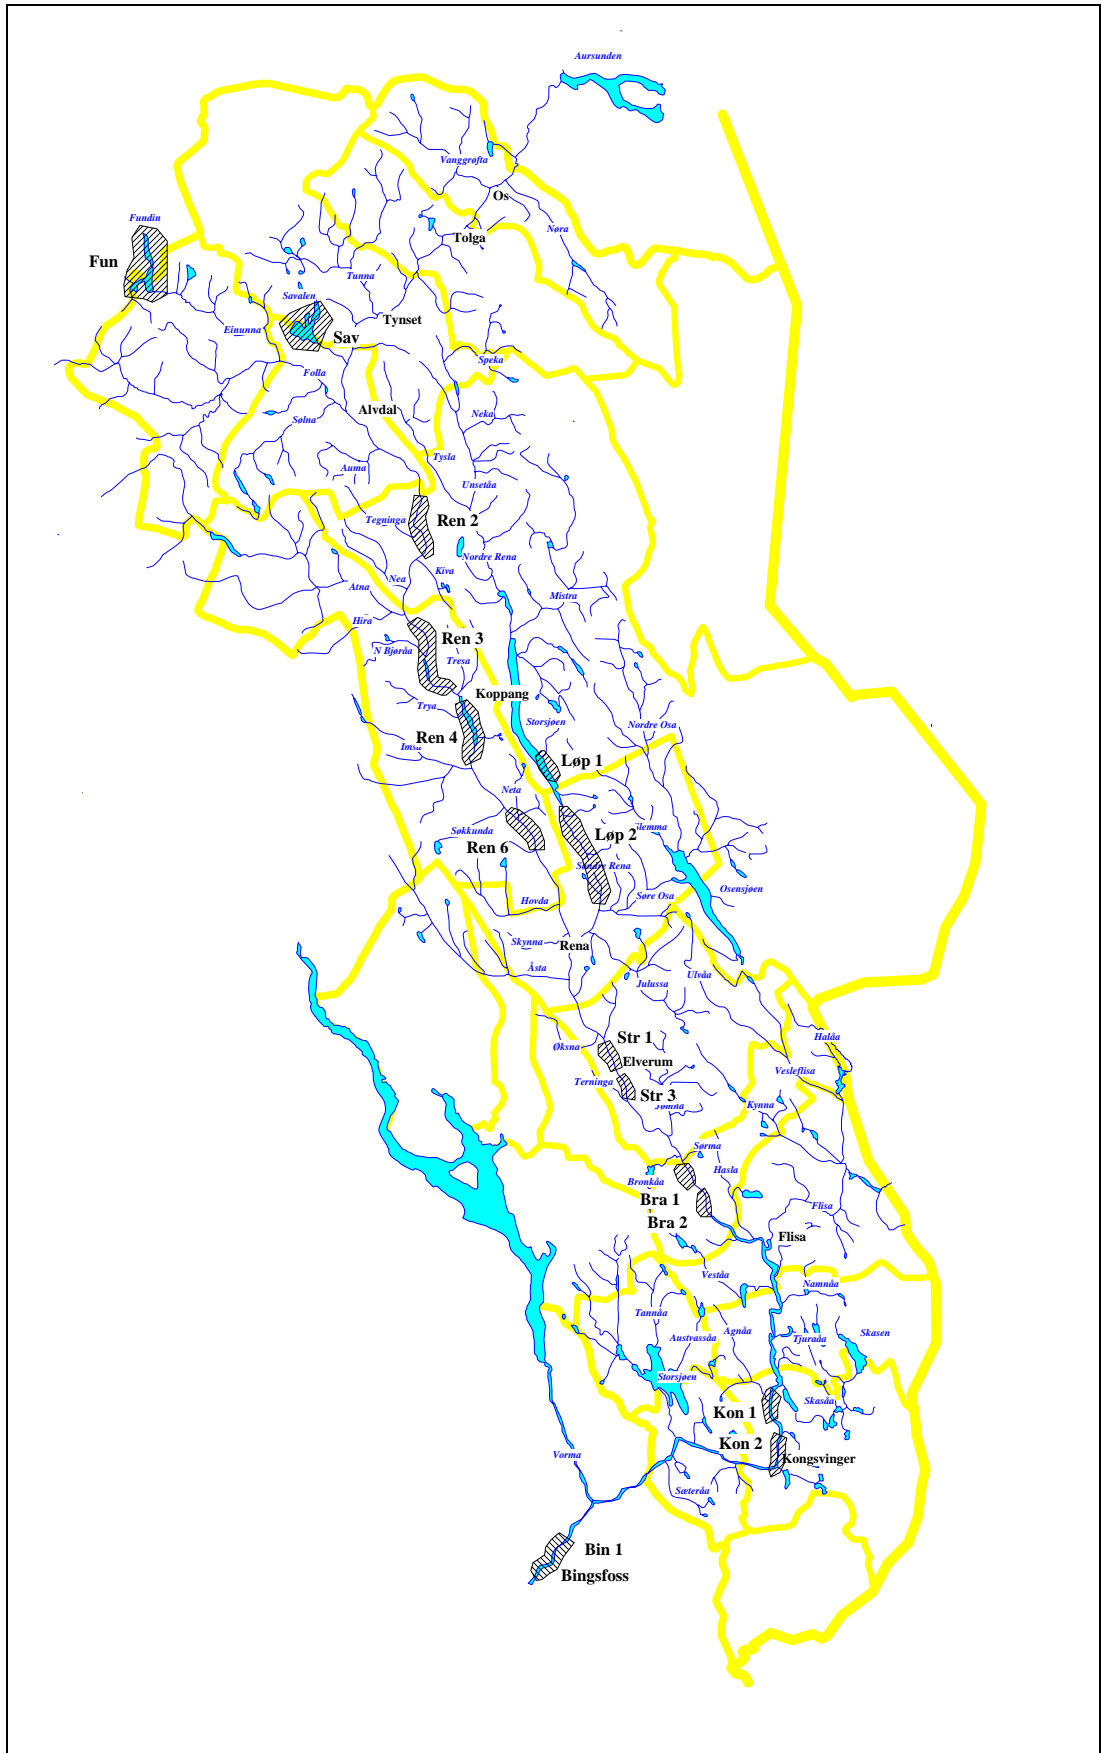 Aursunden
Vanggrøfta
Os
Fundin
Nøra
Tolga
Fun
Tunna
Savalen
Tynset
Einunna
Sav
Speka
Folla
Alvdal
Neka
Sølna
Tysla
Auma
Unsetåa
Tegninga
Ren 2
Nordre Rena
Kiva
Nea
Atna
Mistra
Hira
Ren 3
N Bjøråa
Tresa
Koppang
Trya
Storsjøen
Nordre Osa
Ren 4
Løp 1
Neta
Søkkunda
Løp 2
Ren 6
Søndre Rena
Osensjøen
Søre Osa
Hovda
Skynna
Rena
Åsta
Ulvåa
Julussa
Str 1
Halåa
Øksna
Elverum
Vesleflisa
Terninga
Str 3
Jømna
Kynna
Sørma
Hasla
Bronkåa
Bra 1
Flisa
Bra 2
Flisa
Veståa
Namnåa
Tannåa
Austvassåa
Agnåa
Skasen
Tjuraåa
Storsjøen
Skasåa
Kon 1
Kon 2
Kongsvinger
Vorma
Sæteråa
Bin 1
Bingsfoss